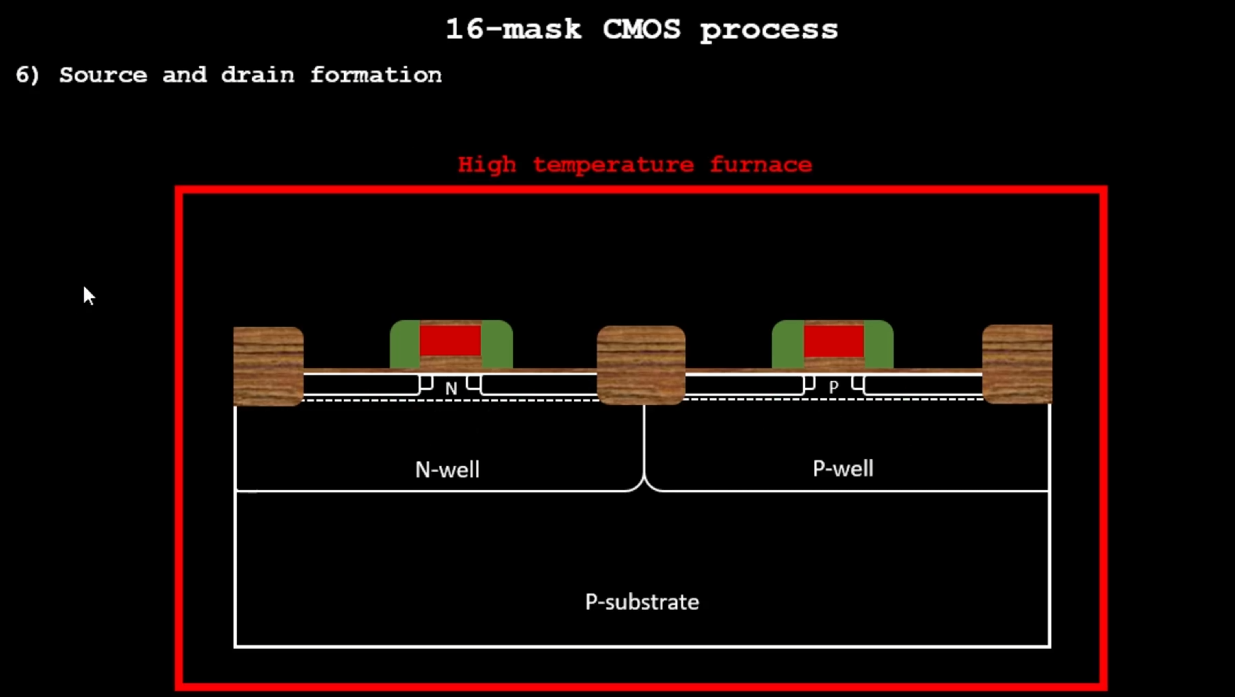 16-mask CMOS process
6) Source and drain formation
High temperature furnace
N
P
N-well
P-well
P-substrate